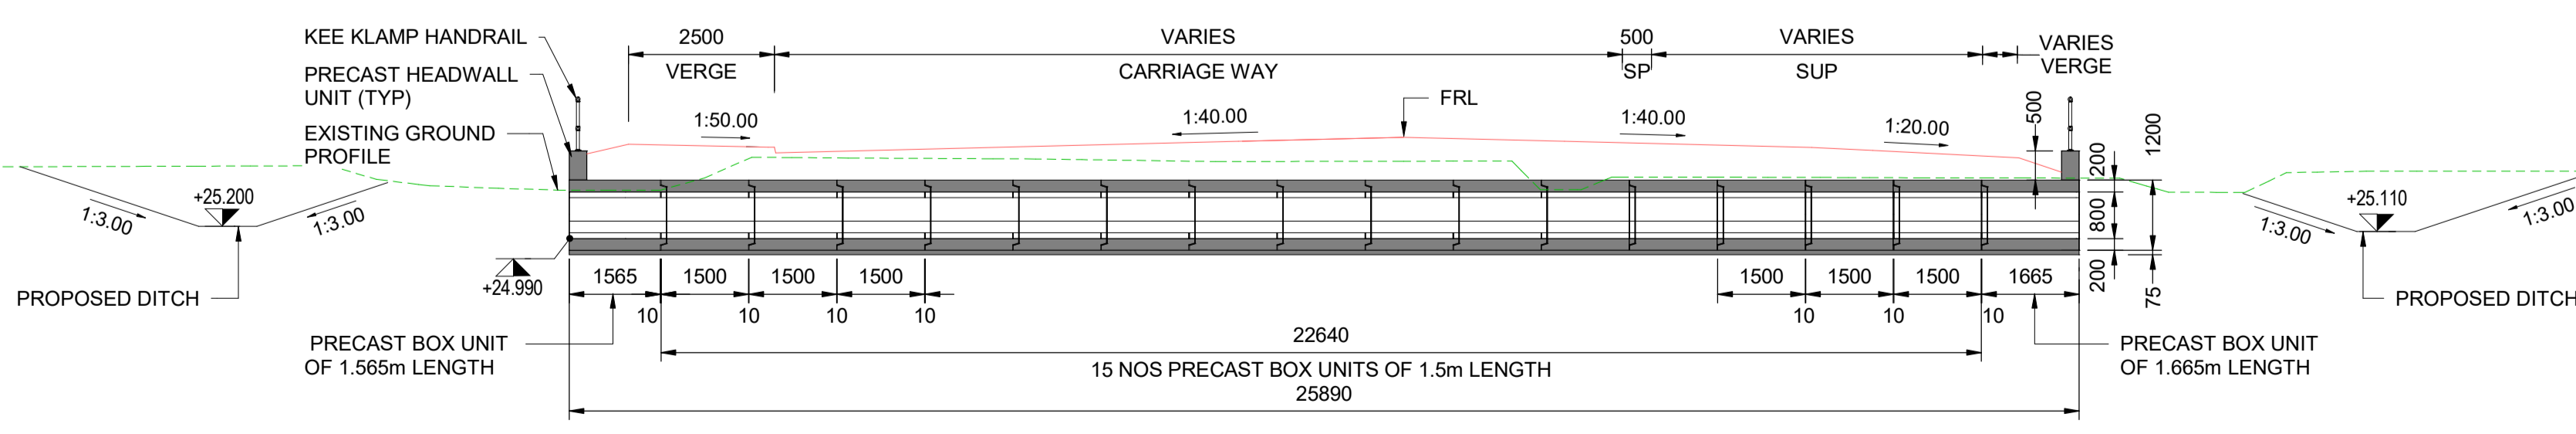 KEE KLAMP HANDRAIL
PRECAST HEADWALL
UNIT (TYP)
EXISTING GROUND
PROFILE
2500
VERGE
VARIES
CARRIAGE WAY
500
SP
VARIES
SUP
VARIES
VERGE
1:50.00
1:40.00
FRL
1:40.00
1:20.00
500
200
1200
800
200
75
+25.200
1:3.00
1:3.00
PROPOSED DITCH
+24.990
+25.110
1:3.00
1:3.00
PROPOSED DITCH
1565
1500
1500
1500
1500
1500
1500
1665
10
10
10
10
10
10
10
PRECAST BOX UNIT
OF 1.565m LENGTH
22640
15 NOS PRECAST BOX UNITS OF 1.5m LENGTH
25890
PRECAST BOX UNIT
OF 1.665m LENGTH